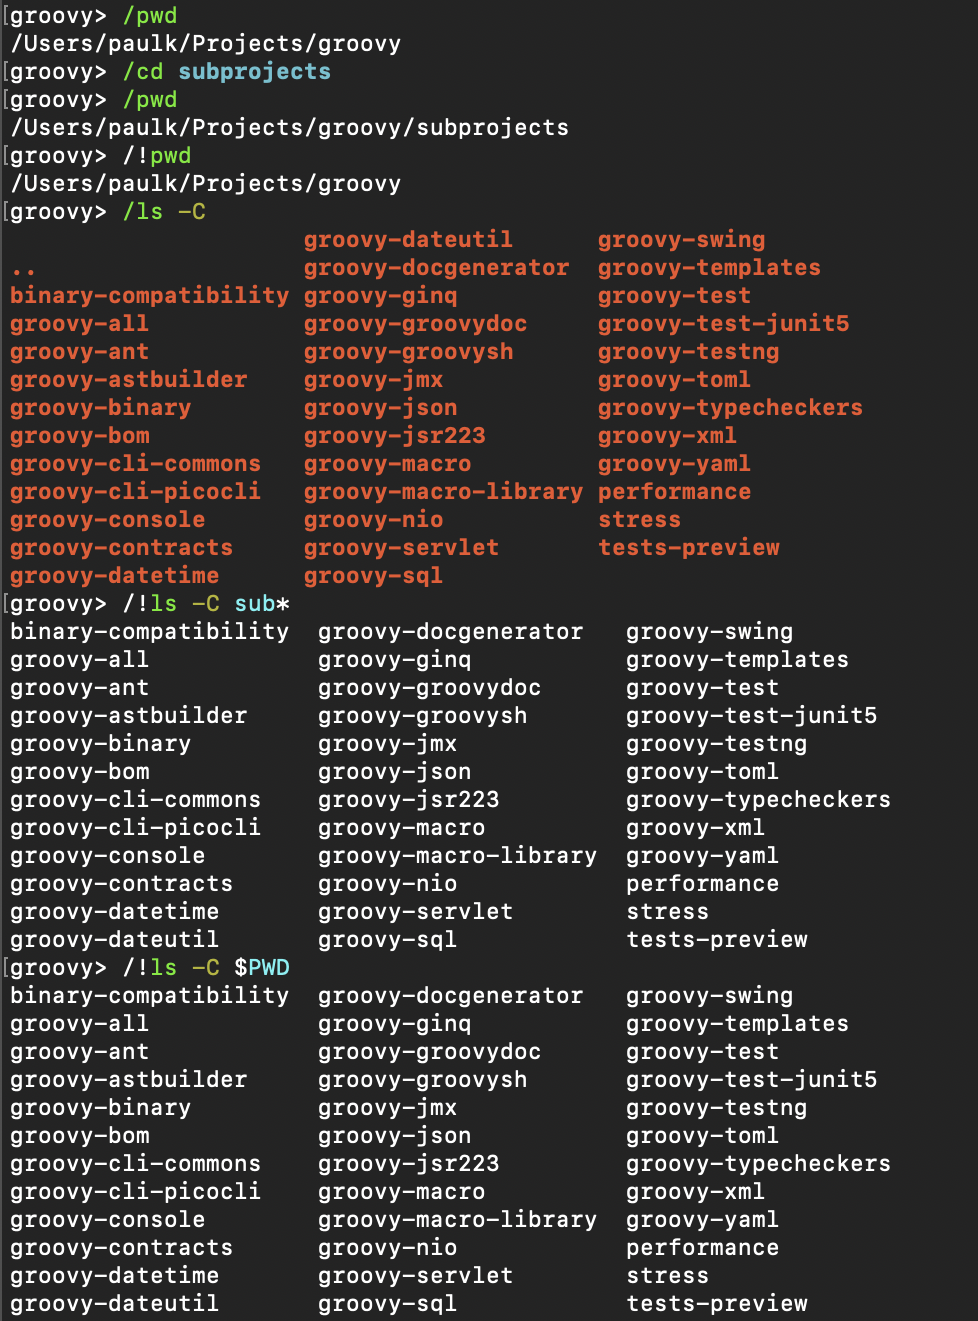 [groovy> /pwd
/Users/paulk/Projects/groovy
[groovy> /cd subprojects
[groovy> /pwd
/Users/paulk/Projects/groovy/subprojects
[groovy> /!pwd
/Users/paulk/Projects/groovy
[groovy> /ls -C
groovy-dateutil groovy-swing
.. groovy-docgenerator groovy-templates
binary-compatibility groovy-ginq groovy-test
groovy-all groovy-groovydoc groovy-test-junit5
groovy-ant groovy-groovysh groovy-testng
groovy-astbuilder groovy-jmx groovy-toml
groovy-binary groovy-json groovy-typecheckers
groovy-bom groovy-jsr223 groovy-xml
groovy-cli-commons groovy-macro groovy-yaml
groovy-cli-picocli groovy-macro-library performance
groovy-console groovy-nio stress
groovy-contracts groovy-servlet tests-preview
groovy-datetime groovy-sql
[groovy> /!ls -C sub*
binary-compatibility groovy-docgenerator groovy-swing
groovy-all groovy-ginq groovy-templates
groovy-ant groovy-groovydoc groovy-test
groovy-astbuilder groovy-groovysh groovy-test-junit5
groovy-binary groovy-jmx groovy-testng
groovy-bom groovy-json groovy-toml
groovy-cli-commons groovy-jsr223 groovy-typecheckers
groovy-cli-picocli groovy-macro groovy-xml
groovy-console groovy-macro-library groovy-yaml
groovy-contracts groovy-nio performance
groovy-datetime groovy-servlet stress
groovy-dateutil groovy-sql tests-preview
[groovy> /!ls -C $PWD
binary-compatibility groovy-docgenerator groovy-swing
groovy-all groovy-ginq groovy-templates
groovy-ant groovy-groovydoc groovy-test
groovy-astbuilder groovy-groovysh groovy-test-junit5
groovy-binary groovy-jmx groovy-testng
groovy-bom groovy-json groovy-toml
groovy-cli-commons groovy-jsr223 groovy-typecheckers
groovy-cli-picocli groovy-macro groovy-xml
groovy-console groovy-macro-library groovy-yaml
groovy-contracts groovy-nio performance
groovy-datetime groovy-servlet stress
groovy-dateutil groovy-sql tests-preview